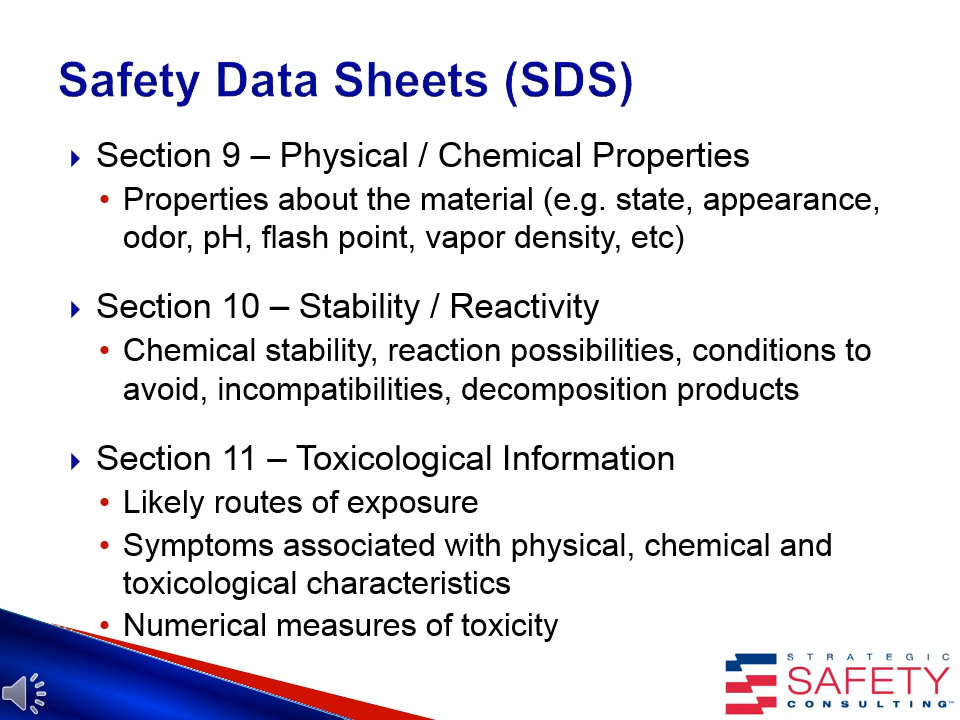 Safety Data Sheets (SDS)
Section 9 – Physical / Chemical Properties
• Properties about the material (e.g. state, appearance,
odor, pH, flash point, vapor density, etc)
Section 10 – Stability / Reactivity
• Chemical stability, reaction possibilities, conditions to
avoid, incompatibilities, decomposition products
Section 11 – Toxicological Information
• Likely routes of exposure
• Symptoms associated with physical, chemical and
toxicological characteristics
• Numerical measures of toxicity
STRATEGIC
SAFETY
CONSULTING